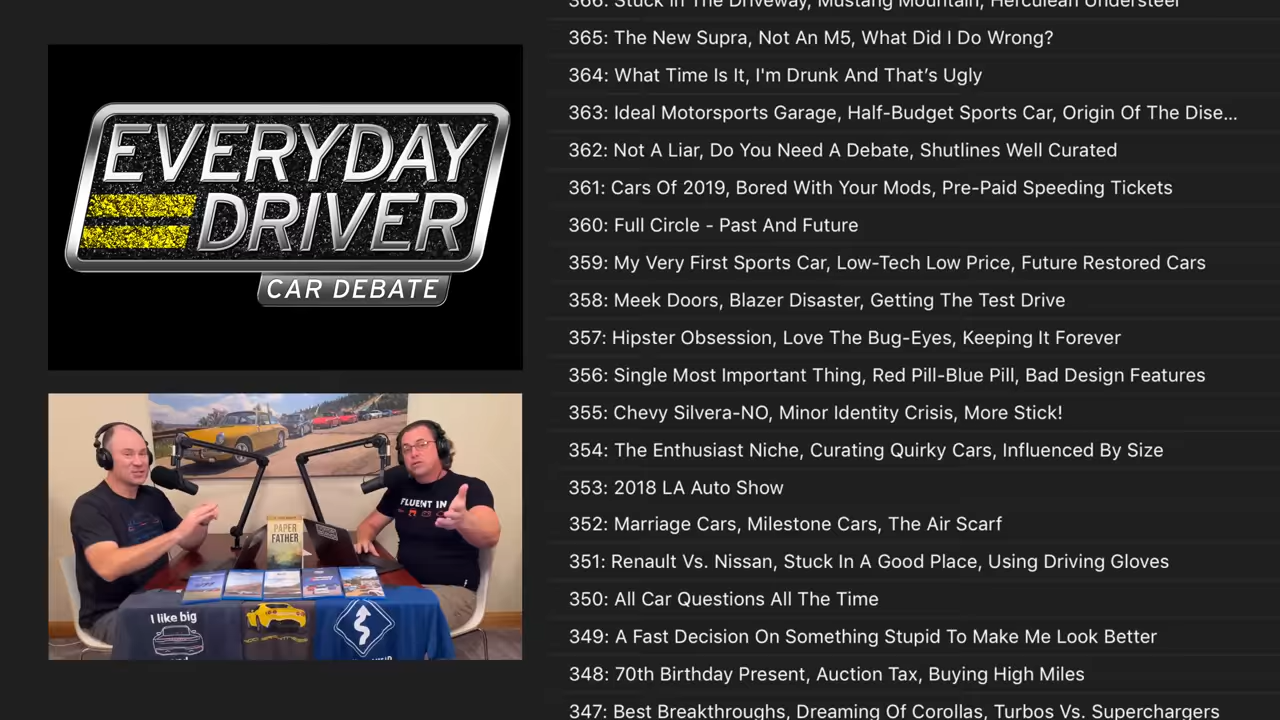 EVERYDAY
DRIVER
CAR DEBATE
FLUENT IN
PAPER
FATHER
I like big
366: Stuck In The Driveway, Mustang Mountain, Herculean Understeer
365: The New Supra, Not An M5, What Did I Do Wrong?
364: What Time Is It, I'm Drunk And That’s Ugly
363: Ideal Motorsports Garage, Half-Budget Sports Car, Origin Of The Dise...
362: Not A Liar, Do You Need A Debate, Shutlines Well Curated
361: Cars Of 2019, Bored With Your Mods, Pre-Paid Speeding Tickets
360: Full Circle - Past And Future
359: My Very First Sports Car, Low-Tech Low Price, Future Restored Cars
358: Meek Doors, Blazer Disaster, Getting The Test Drive
357: Hipster Obsession, Love The Bug-Eyes, Keeping It Forever
356: Single Most Important Thing, Red Pill-Blue Pill, Bad Design Features
355: Chevy Silvera-NO, Minor Identity Crisis, More Stick!
354: The Enthusiast Niche, Curating Quirky Cars, Influenced By Size
353: 2018 LA Auto Show
352: Marriage Cars, Milestone Cars, The Air Scarf
351: Renault Vs. Nissan, Stuck In A Good Place, Using Driving Gloves
350: All Car Questions All The Time
349: A Fast Decision On Something Stupid To Make Me Look Better
348: 70th Birthday Present, Auction Tax, Buying High Miles
347: Best Breakthroughs, Dreaming Of Corollas, Turbos Vs. Superchargers